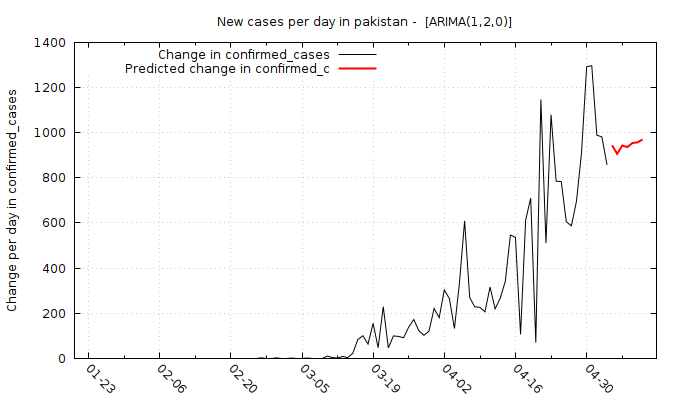 New cases per day in pakistan -  [ARIMA(1,2,0)]
Change in confirmed_cases
Predicted change in confirmed_c
Change per day in confirmed_cases
1400
1200
1000
800
600
400
200
0
01-23 02-06 02-20 03-05 03-19 04-02 04-16 04-30